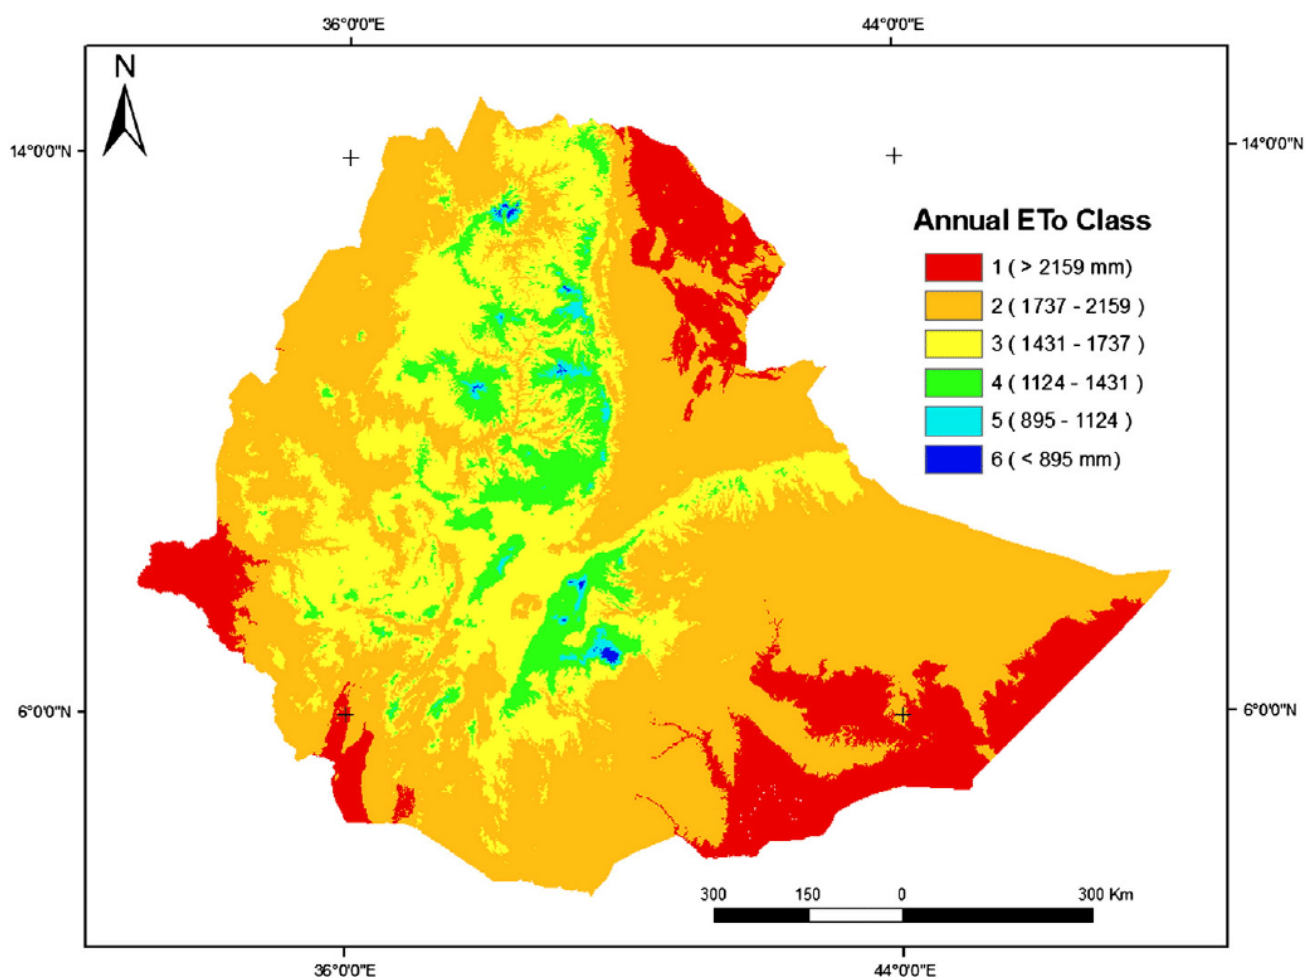 36°0'0"E 44°0'0"E
N
14°0'0"N 14°0'0"N
Annual ETo Class
1 ( > 2159 mm)
2 ( 1737 - 2159 )
3 ( 1431 - 1737 )
4 ( 1124 - 1431 )
5 ( 895 - 1124 )
6 ( < 895 mm)
6°0'0"N 6°0'0"N
300 150 0 300 Km
36°0'0"E 44°0'0"E